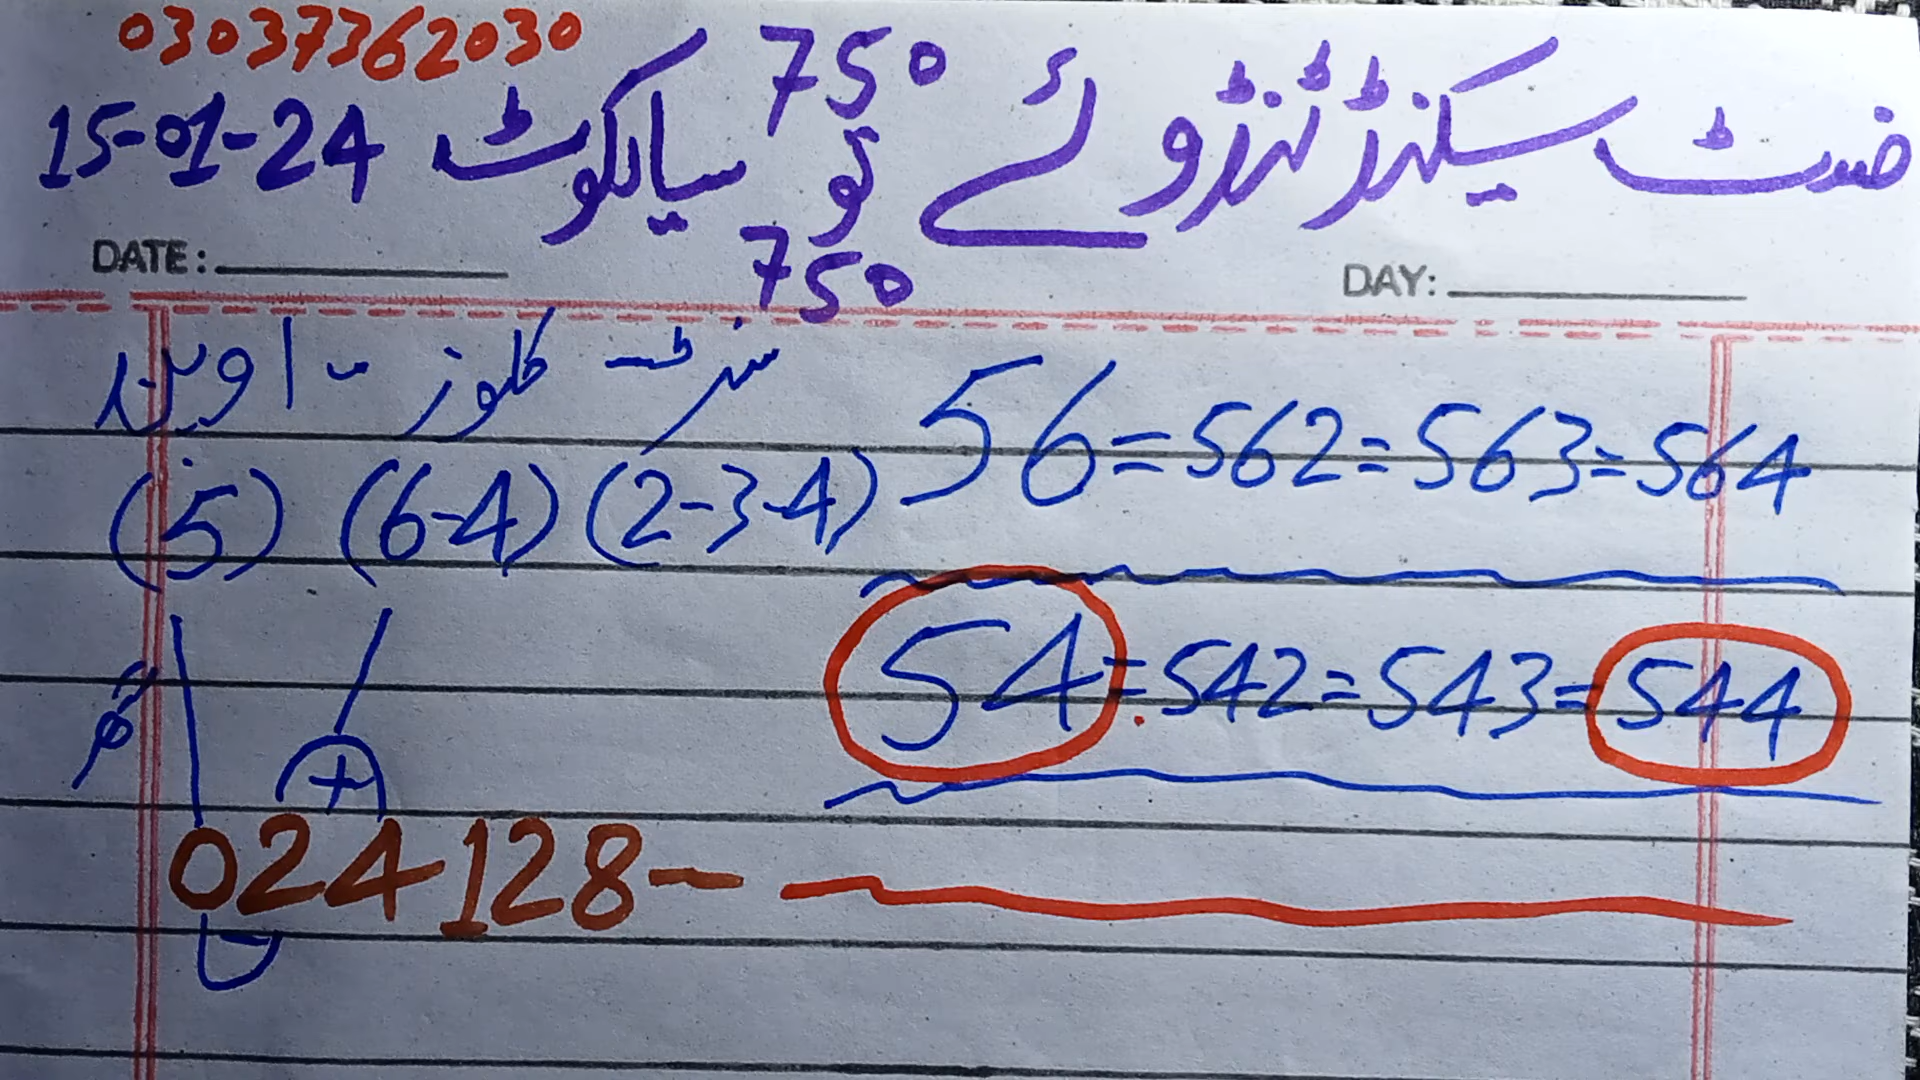 03037362030
750
فسٹ سیکنڈ ٹنڈولے تو سیالکوٹ 15-01-24
750
DATE:
DAY:
اوپن - کلوز سنٹر
56=562=563=564
(5) (6-4) (2-3-4)
54=542=543=544
+
024128-